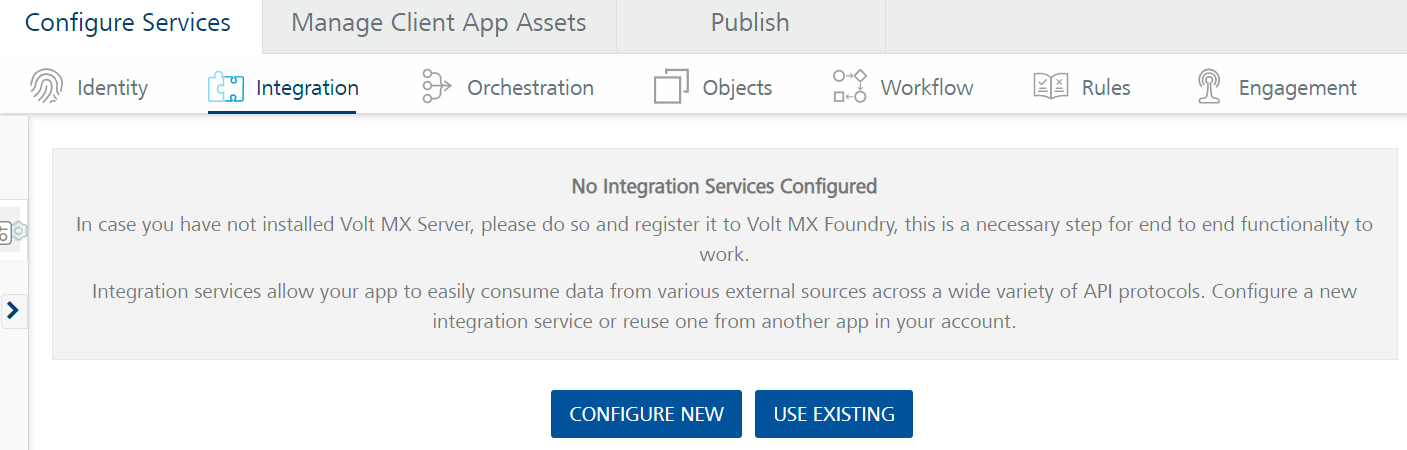 Configure Services Manage Client App Assets Publish
Identity Integration Orchestration Objects Workflow Rules Engagement
No Integration Services Configured
In case you have not installed Volt MX Server, please do so and register it to Volt MX Foundry, this is a necessary step for end to end functionality to
work.
Integration services allow your app to easily consume data from various external sources across a wide variety of API protocols. Configure a new
integration service or reuse one from another app in your account.
CONFIGURE NEW USE EXISTING